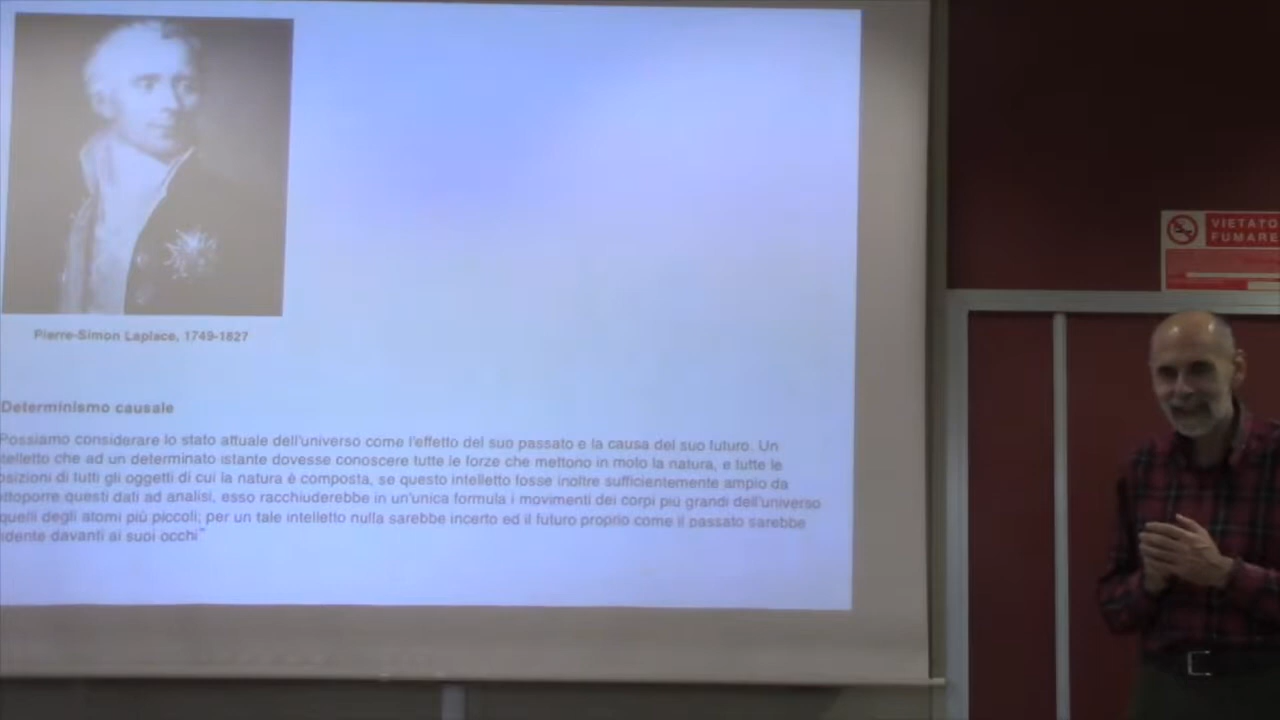 VIETATO
FUMARE
Pierre-Simon Laplace, 1749-1827
Determinismo causale
Possiamo considerare lo stato attuale dell'universo come l'effetto del suo passato e la causa del suo futuro. Un
telletto che ad un determinato istante dovesse conoscere tutte le forze che mettono in moto la natura, e tutte le
osizioni di tutti gli oggetti di cui la natura è composta, se questo intelletto fosse inoltre sufficientemente ampio da
ottoporre questi dati ad analisi, esso racchiuderebbe in un'unica formula i movimenti dei corpi più grandi dell'universo
quelli degli atomi più piccoli; per un tale intelletto nulla sarebbe incerto ed il futuro proprio come il passato sarebbe
idente davanti ai suoi occhi"